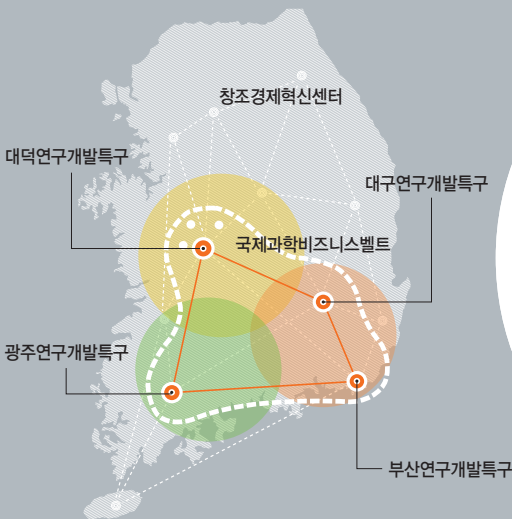 창조경제혁신센터
대덕연구개발특구
대구연구개발특구
국제과학비즈니스벨트
광주연구개발특구
부산연구개발특구